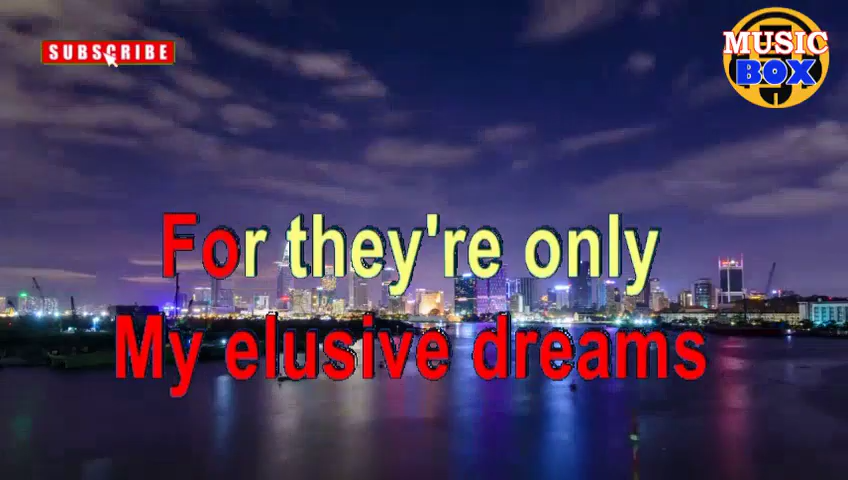 SUBSCRIBE
MUSIC
BOX
For they're only
My elusive dreams